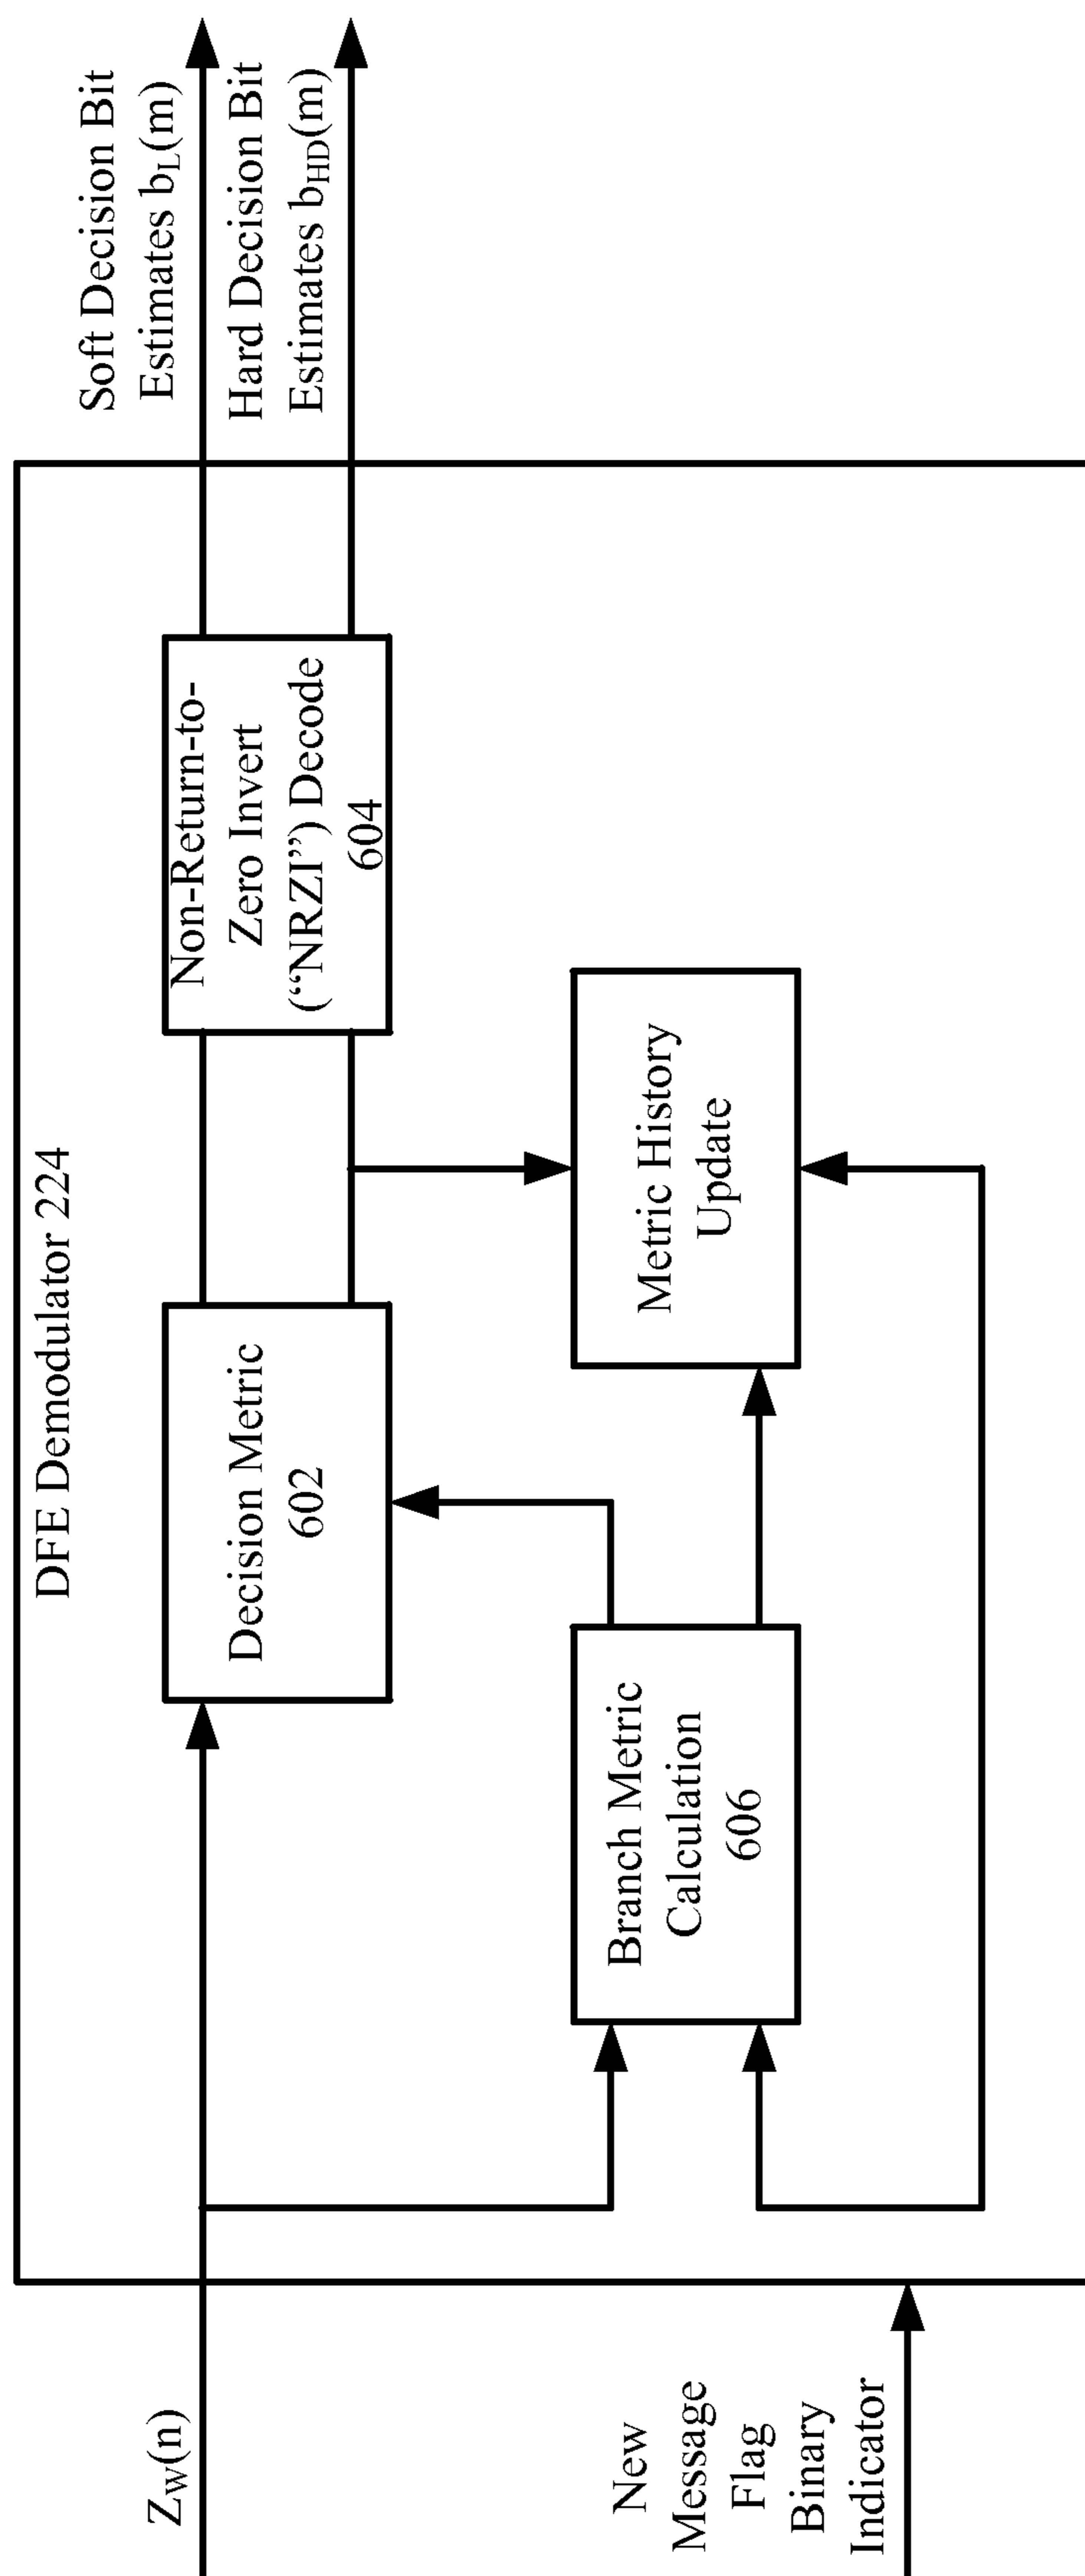 DFE Demodulator 224
Z_W(n)
New
Message
Flag
Binary
Indicator
Decision Metric
602
Non-Return-to-
Zero Invert
(“NRZI”) Decode
604
Soft Decision Bit
Estimates b_L(m)
Hard Decision Bit
Estimates b_HD(m)
Branch Metric
Calculation
606
Metric History
Update